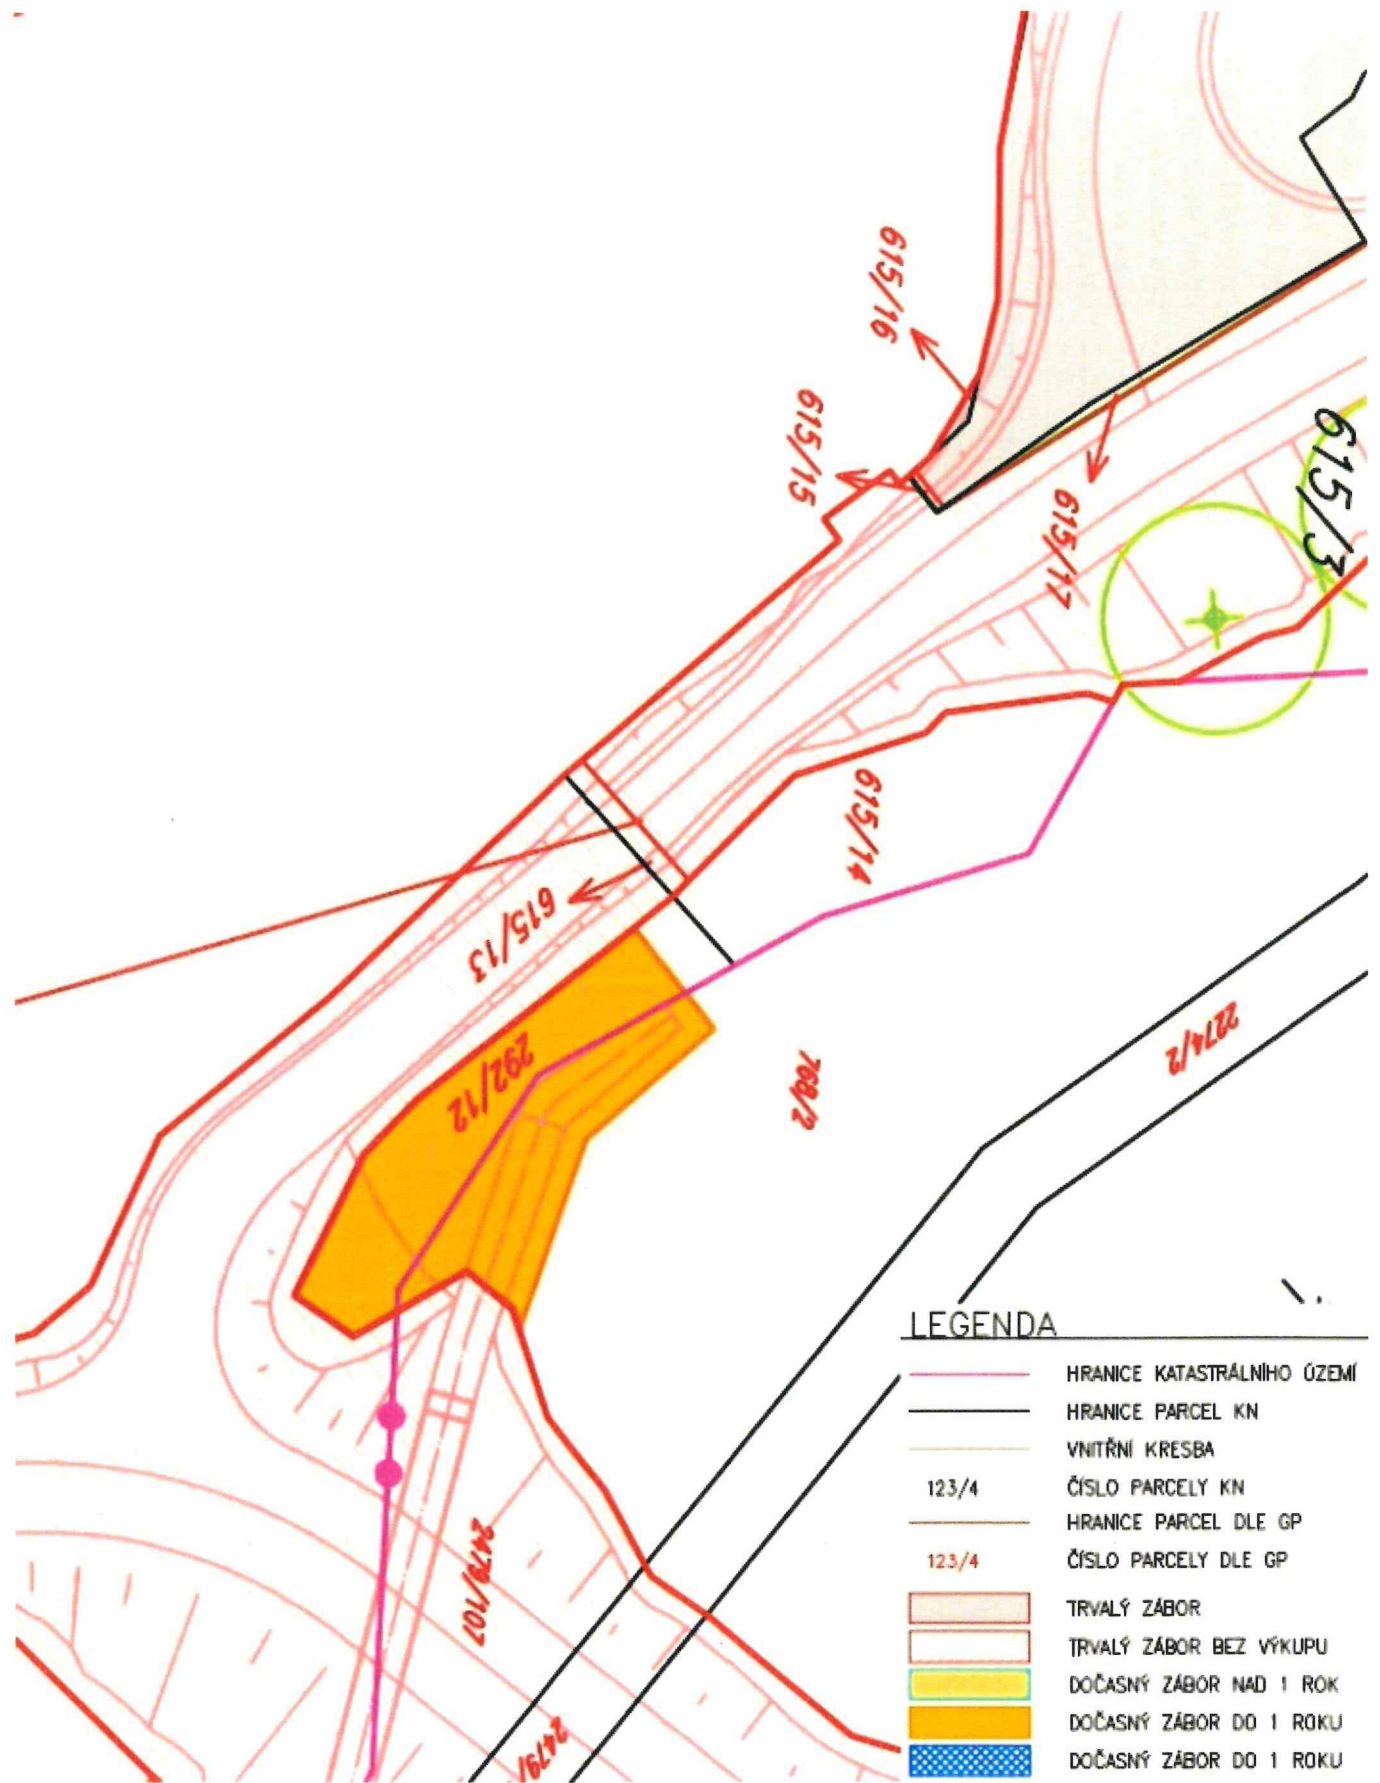 615/16
615/15
615/3
615/17
615/14
615/13
292/12
2274/2
768/2
2479/107
2479/
LEGENDA
HRANICE KATASTRÁLNÍHO ÚZEMÍ
HRANICE PARCEL KN
VNITŘNÍ KRESBA
123/4 ČÍSLO PARCELY KN
HRANICE PARCEL DLE GP
123/4 ČÍSLO PARCELY DLE GP
TRVALÝ ZÁBOR
TRVALÝ ZÁBOR BEZ VÝKUPU
DOČASNÝ ZÁBOR NAD 1 ROK
DOČASNÝ ZÁBOR DO 1 ROKU
DOČASNÝ ZÁBOR DO 1 ROKU